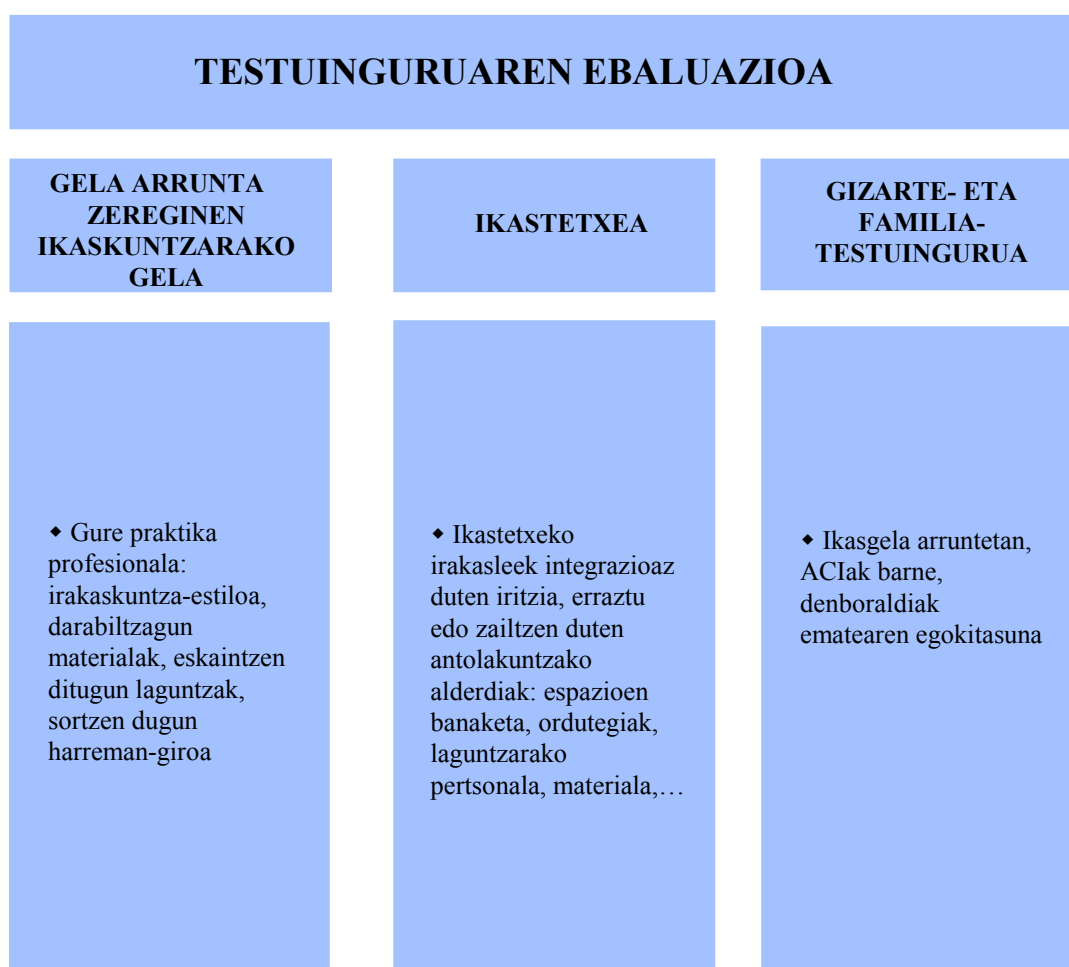 TESTUINGURUAREN EBALUAZIOA
GELA ARRUNTA
ZEREGINEN
IKASKUNTZARAKO
GELA
IKASTETXEA
GIZARTE- ETA
FAMILIA-
TESTUINGURUA
◆ Gure praktika
profesionala:
irakaskuntza-estiloa,
darabiltzagun
materialak, eskaintzen
ditugun laguntzak,
sortzen dugun
harreman-giroa
◆ Ikastetxeko
irakasleek integrazioaz
duten iritzia, erraztu
edo zailtzen duten
antolakuntzako
alderdiak: espazioen
banaketa, ordutegiak,
laguntzarako
pertsonala, materiala,…
◆ Ikasgela arruntetan,
ACIak barne,
denboraldiak
ematearen egokitasuna